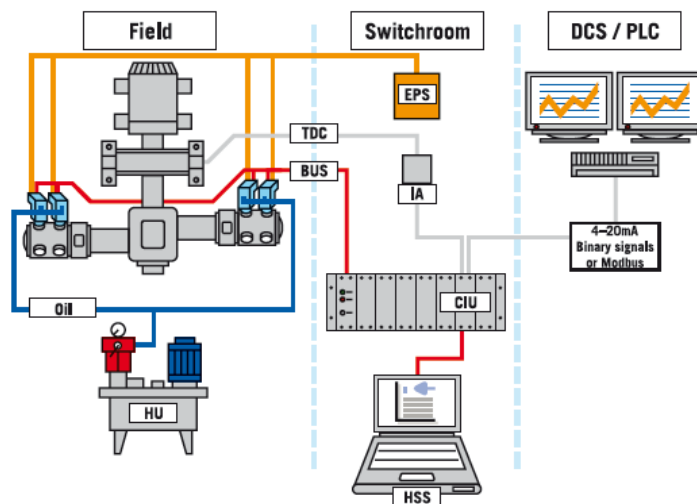 Field
Switchroom
DCS / PLC
EPS
TDC
BUS
IA
4–20mA
Binary signals
or Modbus
Oil
CIU
HU
HSS